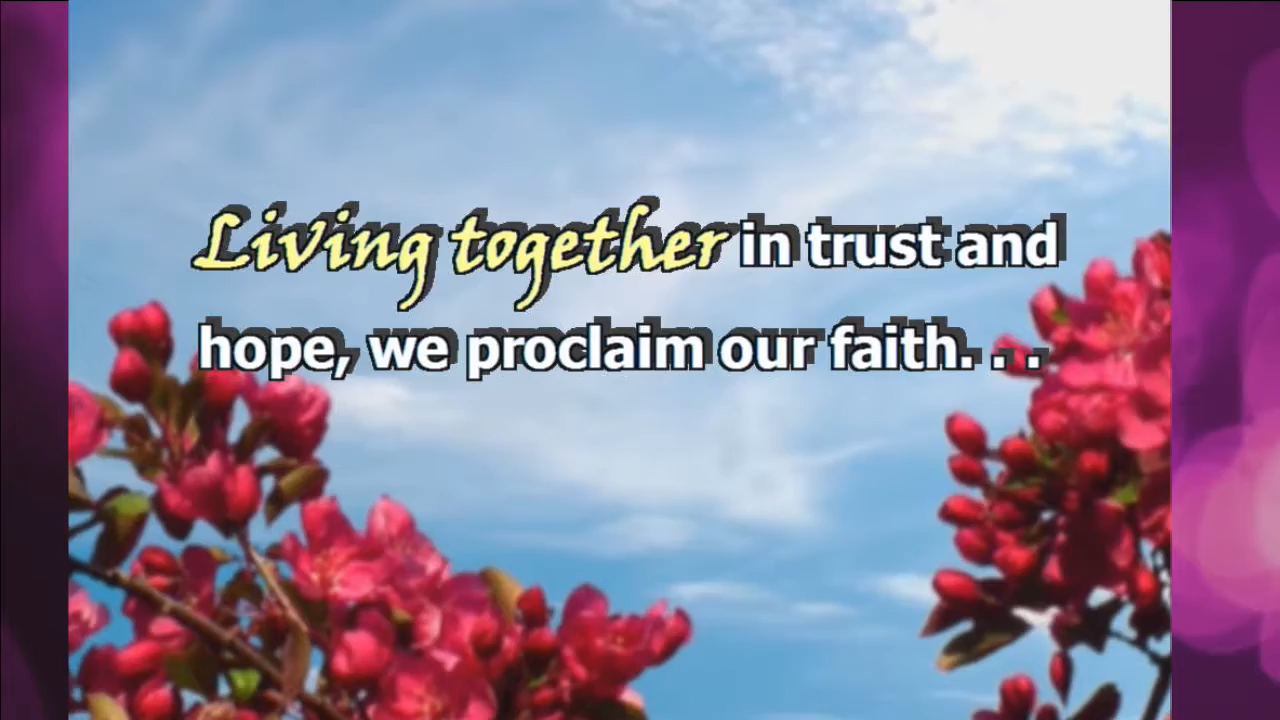 Living together in trust and
hope, we proclaim our faith. . .